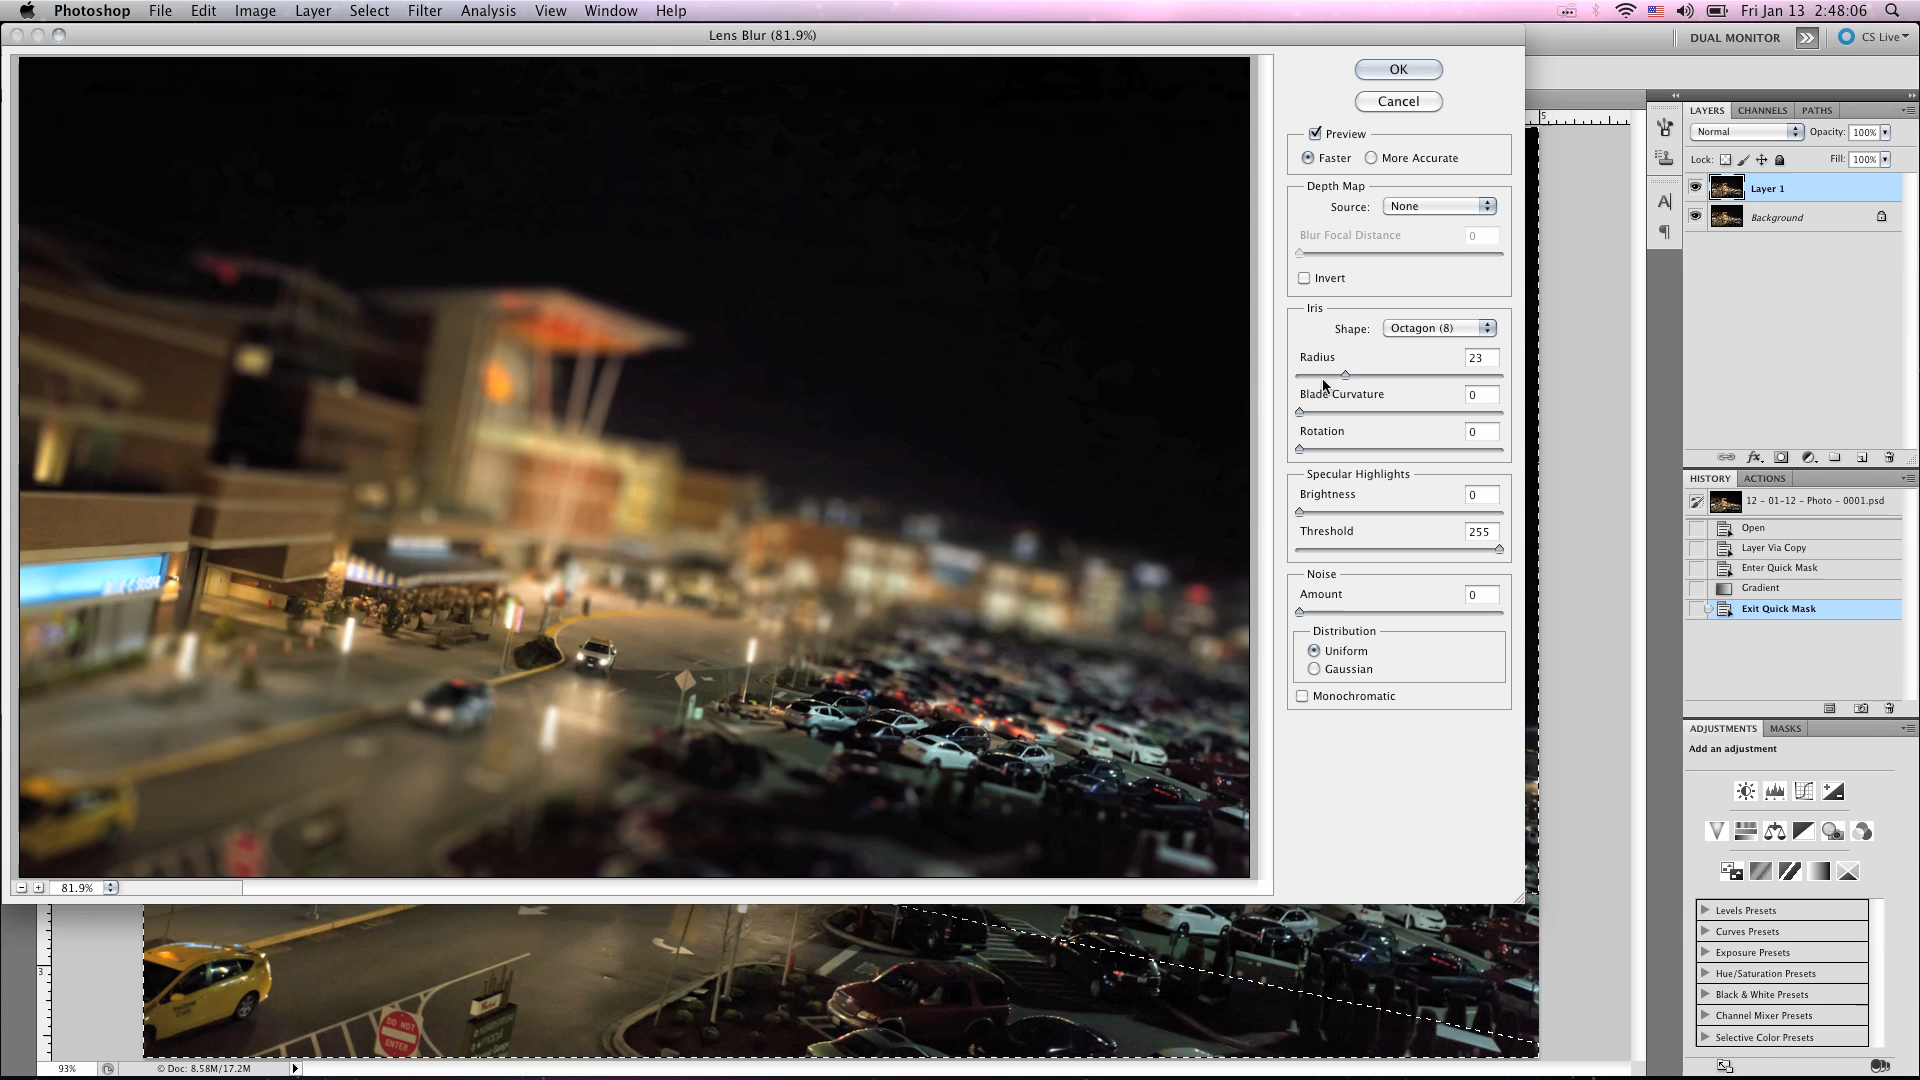 Photoshop File Edit Image Layer Select Filter Analysis View Window Help Fri Jan 13 2:48:06
Lens Blur (81.9%)
DUAL MONITOR CS Live
OK
Cancel
Preview
Faster More Accurate
Depth Map
Source: None
Blur Focal Distance 0
Invert
Iris
Shape: Octagon (8)
Radius 23
Blade Curvature 0
Rotation 0
Specular Highlights
Brightness 0
Threshold 255
Noise
Amount 0
Distribution
Uniform
Gaussian
Monochromatic
81.9%
5
3
DO NOT
ENTER
93% © Doc: 8.58M/17.2M
LAYERS CHANNELS PATHS
Normal Opacity: 100%
Lock: Fill: 100%
Layer 1
Background
HISTORY ACTIONS
12 - 01-12 - Photo - 0001.psd
Open
Layer Via Copy
Enter Quick Mask
Gradient
Exit Quick Mask
ADJUSTMENTS MASKS
Add an adjustment
Levels Presets
Curves Presets
Exposure Presets
Hue/Saturation Presets
Black & White Presets
Channel Mixer Presets
Selective Color Presets